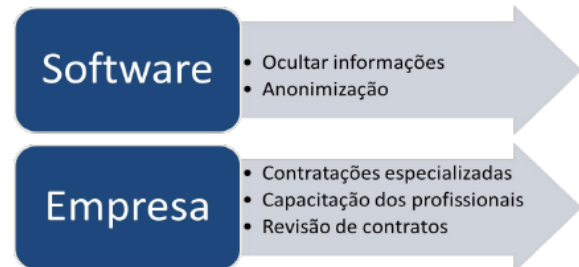 Software
• Ocultar informações
• Anonimização
Empresa
• Contratações especializadas
• Capacitação dos profissionais
• Revisão de contratos